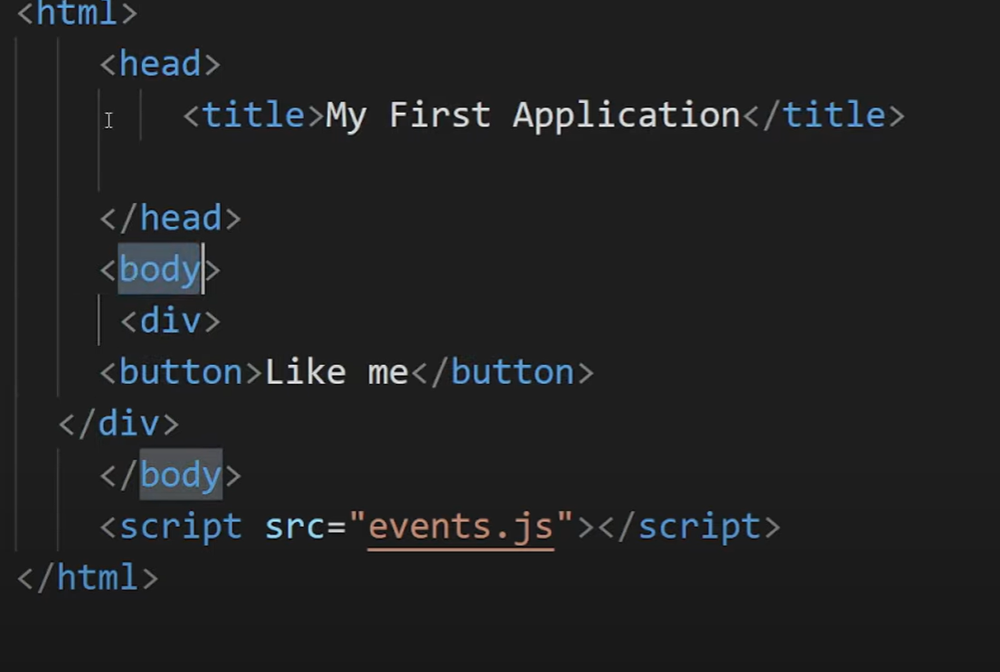 <html>
<head>
<title>My First Application</title>
</head>
<body>
<div>
<button>Like me</button>
</div>
</body>
<script src="events.js"></script>
</html>